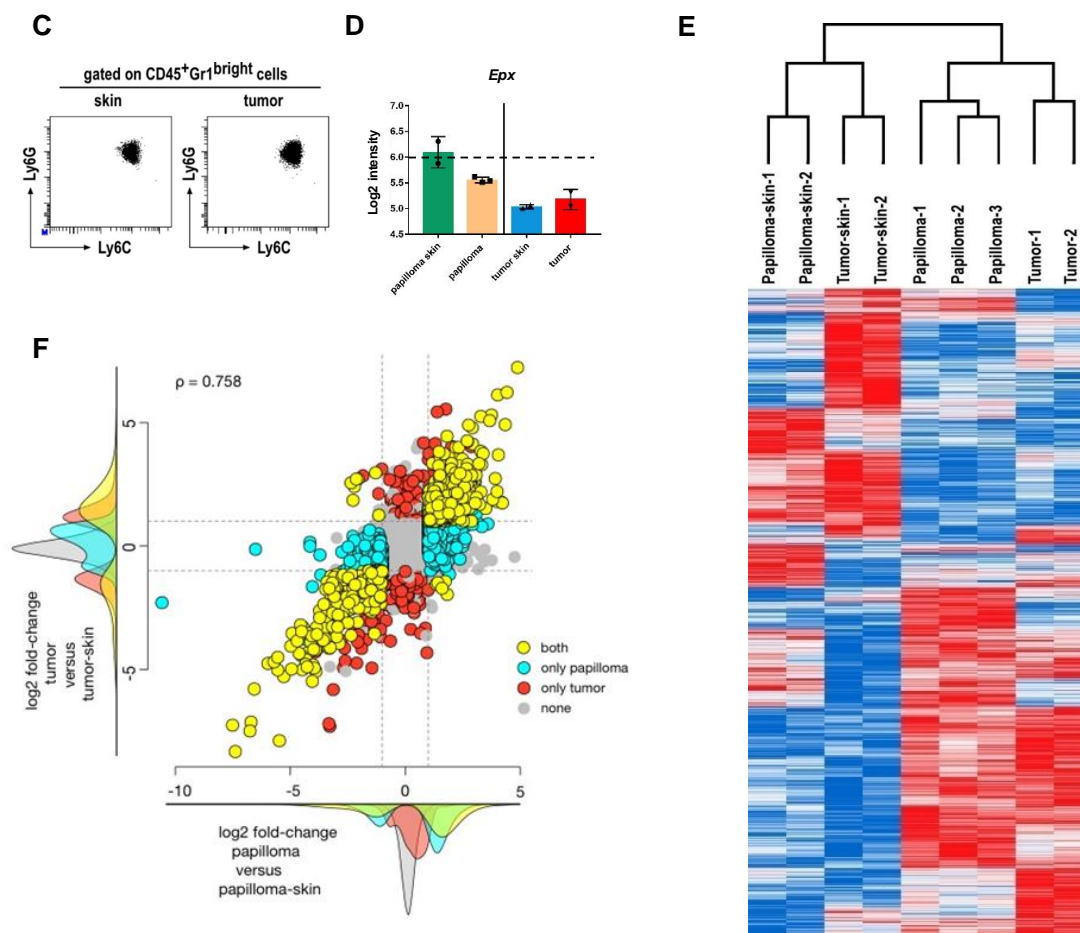 C
gated on CD45+Gr1bright cells
skin
tumor
Ly6G
Ly6C
Ly6G
Ly6C
D
Epx
Log2 intensity
7.0
6.5
6.0
5.5
5.0
4.5
papilloma skin
papilloma
tumor skin
tumor
E
Papilloma-skin-1
Papilloma-skin-2
Tumor-skin-1
Tumor-skin-2
Papilloma-1
Papilloma-2
Papilloma-3
Tumor-1
Tumor-2
F
ρ = 0.758
5
0
-5
log2 fold-change
tumor
versus
tumor-skin
both
only papilloma
only tumor
none
-10
-5
0
5
log2 fold-change
papilloma
versus
papilloma-skin